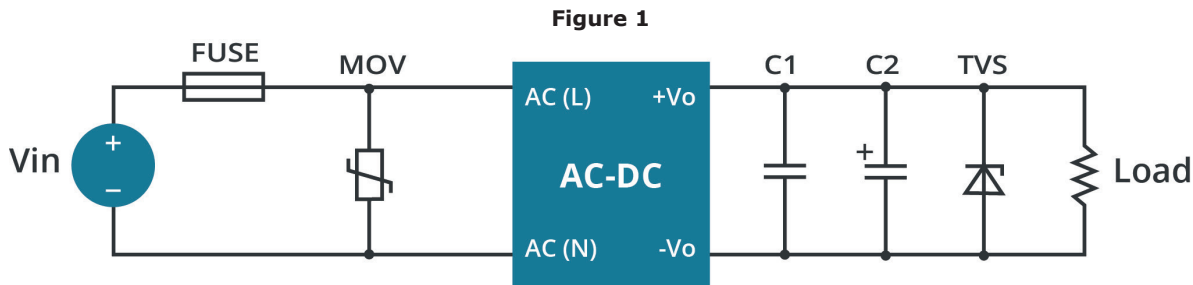 Figure 1
FUSE
MOV
C1
C2
TVS
AC (L)
+Vo
+
+
Vin
AC-DC
Load
−
AC (N)
-Vo